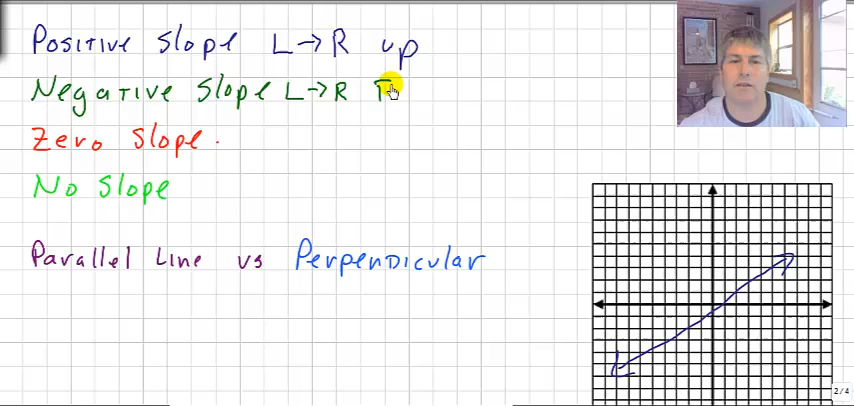 Positive Slope L→R up
Negative Slope L→R
Zero Slope.
No Slope
Parallel Line vs Perpendicular
2/4